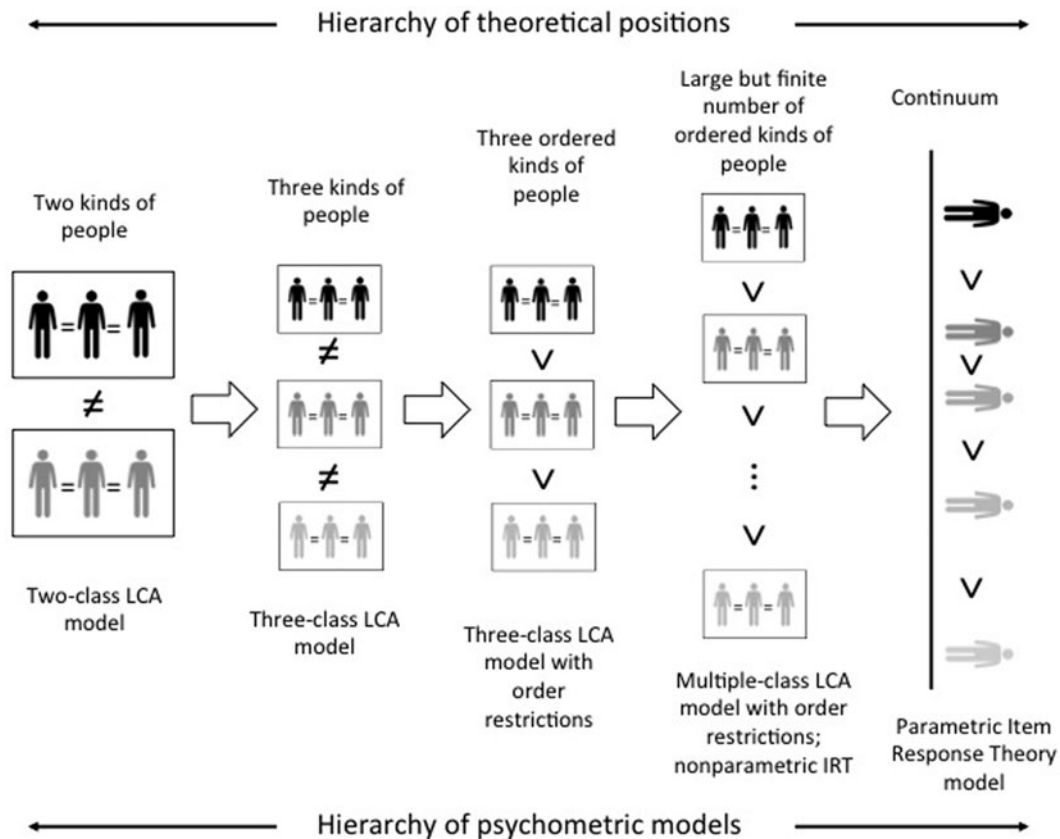 Hierarchy of theoretical positions
Two kinds of
people
=
=
≠
=
=
Two-class LCA
model
Three kinds of
people
=
=
≠
=
=
≠
=
=
Three-class LCA
model
Three ordered
kinds of
people
=
=
>
=
=
>
=
=
Three-class LCA
model with
order
restrictions
Large but finite
number of
ordered kinds of
people
=
=
>
=
=
>
⋮
>
=
=
Multiple-class LCA
model with order
restrictions;
nonparametric IRT
Continuum
>
>
>
>
Parametric Item
Response Theory
model
Hierarchy of psychometric models